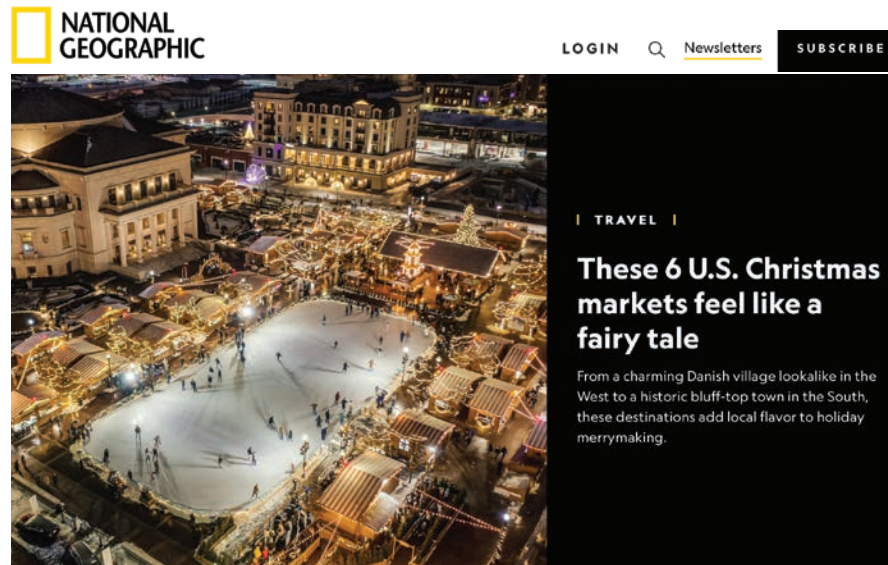 NATIONAL
GEOGRAPHIC
LOGIN
Newsletters
SUBSCRIBE
TRAVEL
These 6 U.S. Christmas
markets feel like a
fairy tale
From a charming Danish village lookalike in the
West to a historic bluff-top town in the South,
these destinations add local flavor to holiday
merrymaking.